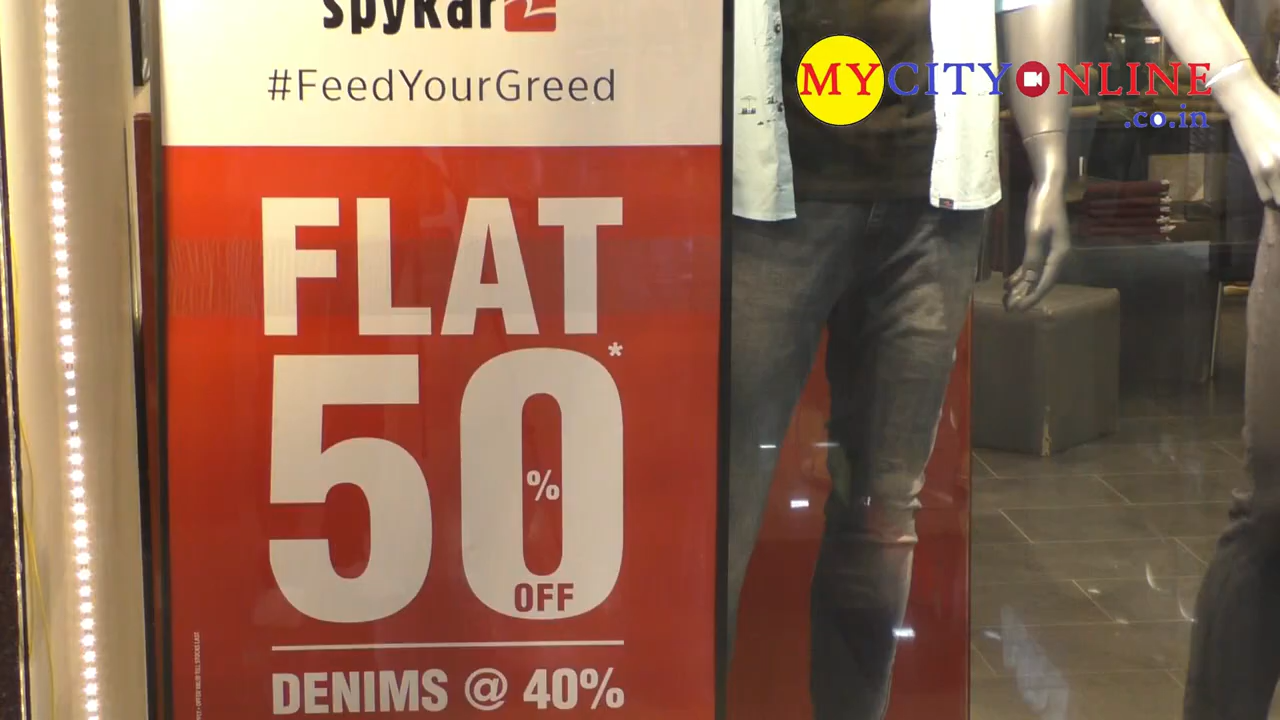 spykar
#FeedYourGreed
FLAT
50*
%
OFF
DENIMS @ 40%
MYCITYONLINE
.co.in